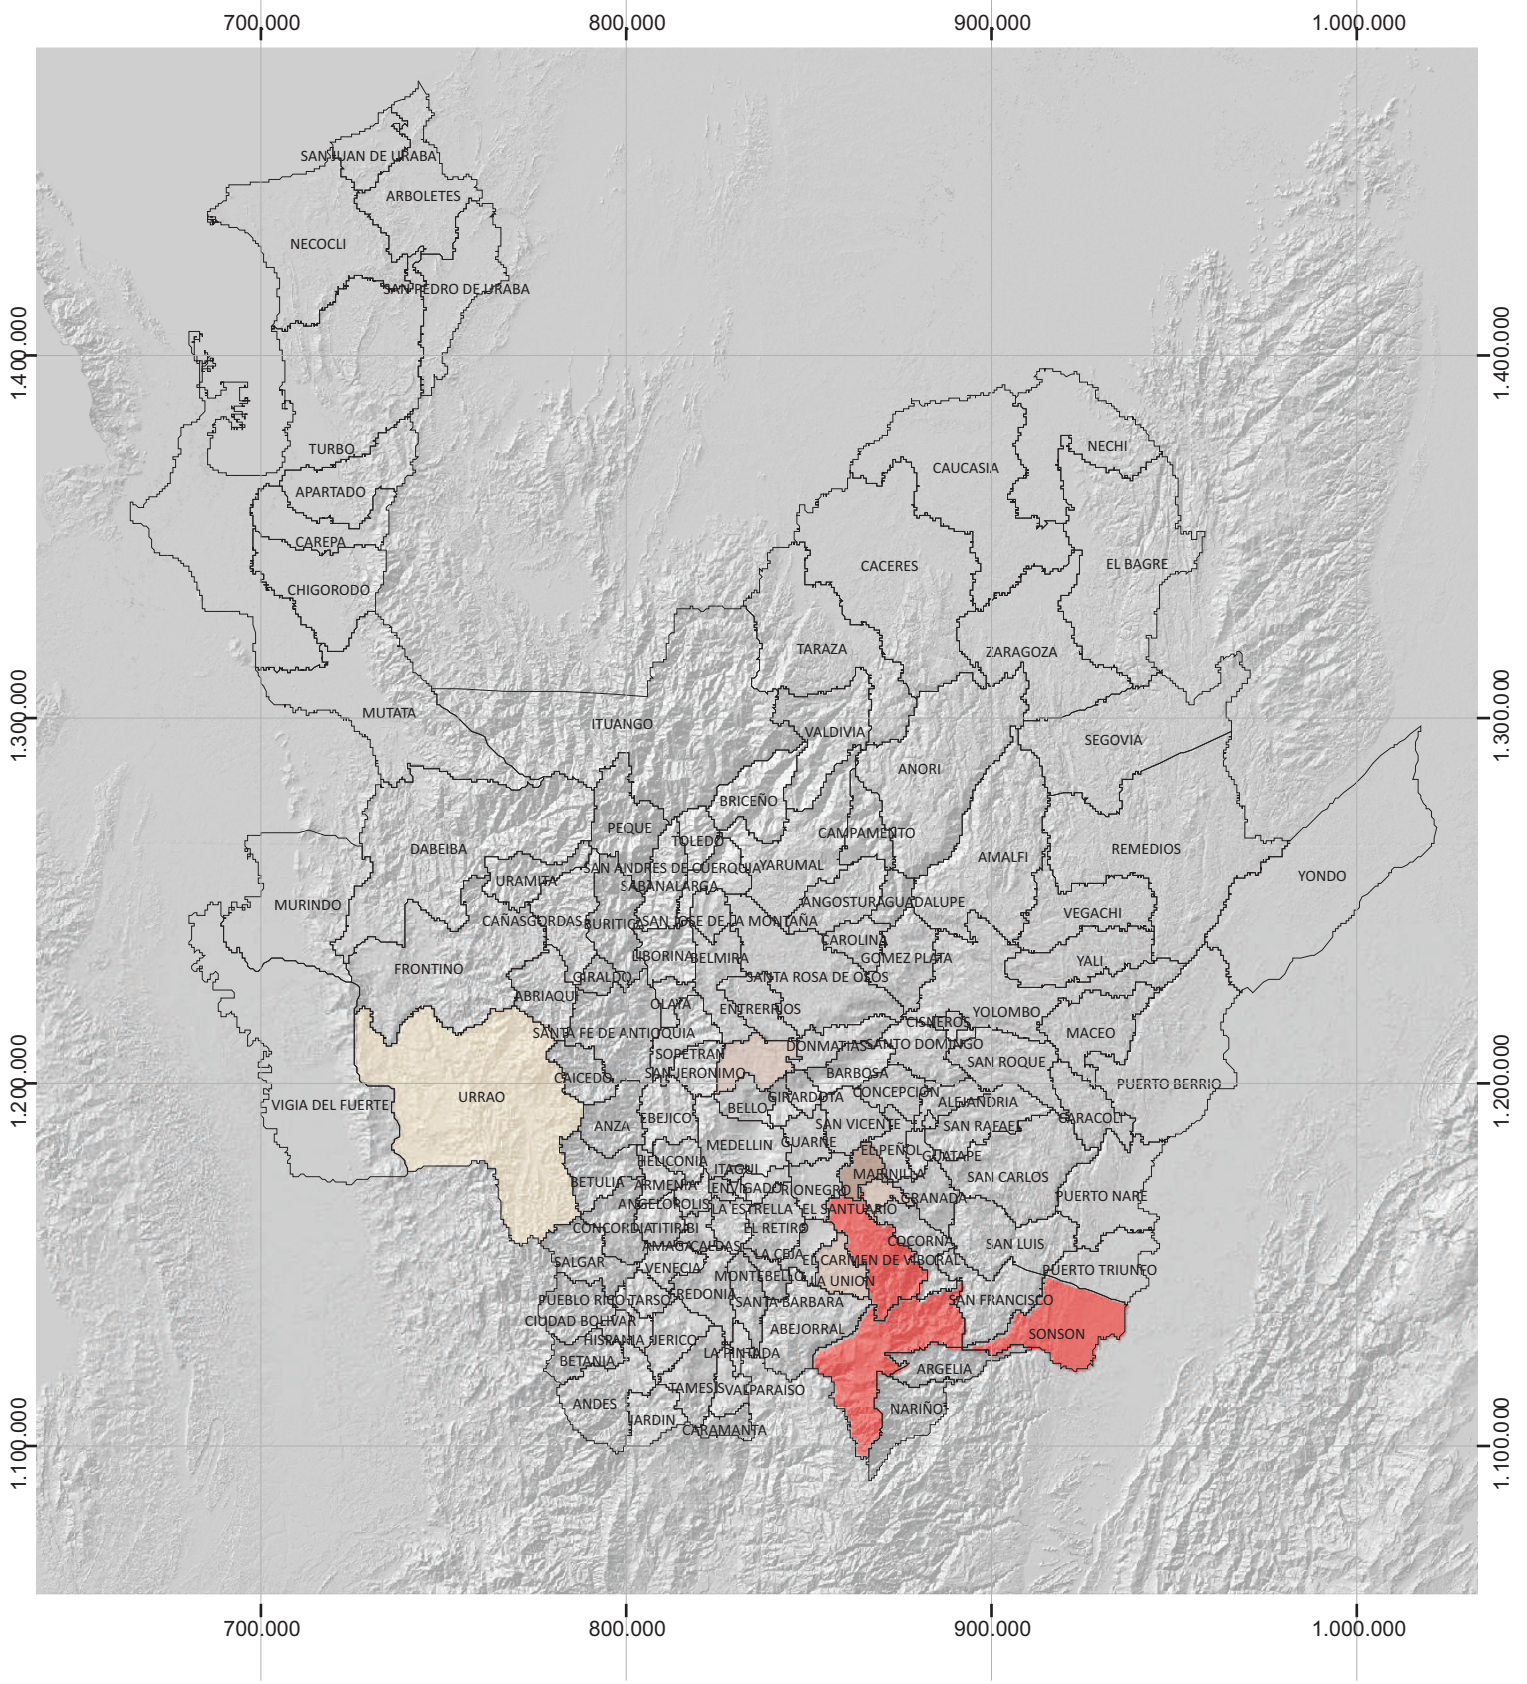 700.000
800.000
900.000
1.000.000
SAN JUAN DE URABA
ARBOLETES
NECOCLI
SAN PEDRO DE URABA
1.400.000
1.400.000
TURBO
NECHI
CAUCASIA
APARTADO
CAREPA
CACERES
EL BAGRE
CHIGORODO
TARAZA
ZARAGOZA
1.300.000
1.300.000
MUTATA
ITUANGO
VALDIVIA
SEGOVIA
ANORI
BRICEÑO
PEQUE
CAMPAMENTO
TOLEDO
DABEIBA
REMEDIOS
AMALFI
SAN ANDRES DE CUERQUIA
YARUMAL
YONDO
URAMITA
SABANALARGA
MURINDO
ANGOSTURA
GUADALUPE
VEGACHI
CAÑASGORDAS
BURITICA
SAN JOSE DE LA MONTAÑA
CAROLINA
LIBORINA
BELMIRA
GOMEZ PLATA
YALI
FRONTINO
GIRALDO
SANTA ROSA DE OSOS
ABRIAQUI
OLAYA
ENTRERRIOS
YOLOMBO
CISNEROS
SANTA FE DE ANTIOQUIA
MACEO
DONMATIAS
SANTO DOMINGO
SOPETRAN
SAN ROQUE
1.200.000
1.200.000
CAICEDO
SAN JERONIMO
BARBOSA
PUERTO BERRIO
URRAO
GIRARDOTA
CONCEPCION
ALEJANDRIA
VIGIA DEL FUERTE
BELLO
EBEJICO
CARACOLI
ANZA
SAN VICENTE
SAN RAFAEL
MEDELLIN
GUARNE
EL PEÑOL
GUATAPE
HELICONIA
ITAGUI
MARINILLA
SAN CARLOS
BETULIA
ARMENIA
ENVIGADO
RIONEGRO
PUERTO NARE
GRANADA
ANGELOPOLIS
LA ESTRELLA
EL SANTUARIO
CONCORDIA
TITIRIBI
EL RETIRO
COCORNA
SAN LUIS
AMAGA
CALDAS
LA CEJA
SALGAR
EL CARMEN DE VIBORAL
VENECIA
PUERTO TRIUNFO
MONTEBELLO
LA UNION
FREDONIA
PUEBLO RICO
TARSO
SANTA BARBARA
SAN FRANCISCO
CIUDAD BOLIVAR
ABEJORRAL
SONSON
HISPANIA
JERICO
LA PINTADA
BETANIA
ARGELIA
TAMESIS
VALPARAISO
ANDES
NARIÑO
JARDIN
CARAMANTA
1.100.000
1.100.000
700.000
800.000
900.000
1.000.000